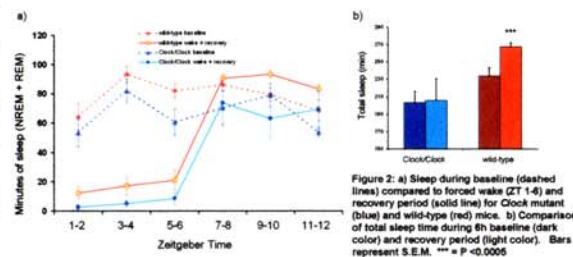 a)
wild-type baseline
wild-type wake + recovery
Clock/Clock baseline
Clock/Clock wake + recovery
Minutes of sleep (NREM + REM)
120
100
80
60
40
20
0
1-2 3-4 5-6 7-8 9-10 11-12
Zeitgeber Time
b)
Total sleep (min)
***
Clock/Clock wild-type
Figure 2: a) Sleep during baseline (dashed
lines) compared to forced wake (ZT 1-6) and
recovery period (solid line) for Clock mutant
(blue) and wild-type (red) mice. b) Comparison
of total sleep time during 6h baseline (dark
color) and recovery period (light color). Bars
represent S.E.M. *** = P <0.0005